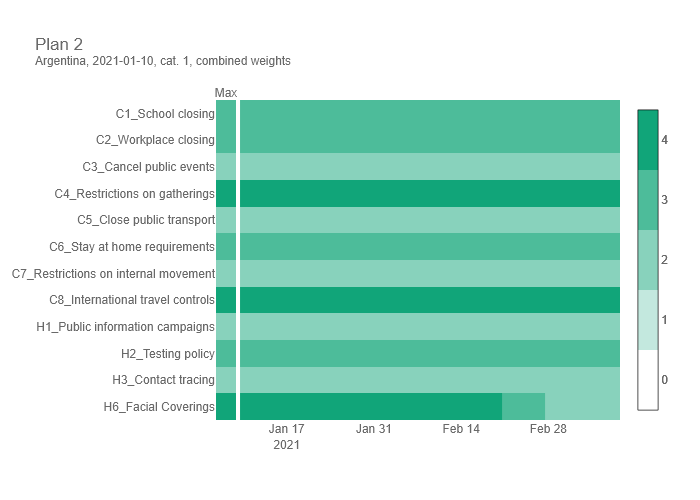 Plan 2
Argentina, 2021-01-10, cat. 1, combined weights
Max
C1_School closing
C2_Workplace closing
C3_Cancel public events
C4_Restrictions on gatherings
C5_Close public transport
C6_Stay at home requirements
C7_Restrictions on internal movement
C8_International travel controls
H1_Public information campaigns
H2_Testing policy
H3_Contact tracing
H6_Facial Coverings
Jan 17 Jan 31 Feb 14 Feb 28
2021
4
3
2
1
0